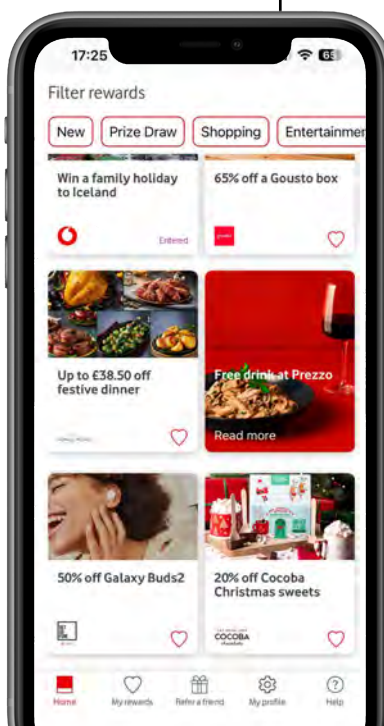 17:25
65
Filter rewards
New
Prize Draw
Shopping
Entertainmen
Win a family holiday
to Iceland
Entered
65% off a Gousto box
Up to £38.50 off
festive dinner
Free drink at Prezzo
Read more
50% off Galaxy Buds2
20% off Cocoba
Christmas sweets
COCOBA
Home
My rewards
Refer a friend
My profile
Help